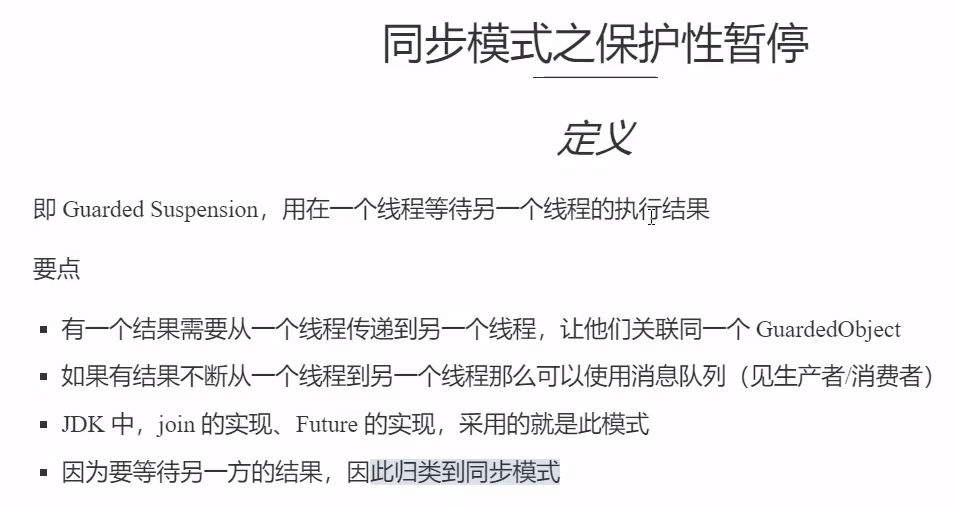 同步模式之保护性暂停
定义
即 Guarded Suspension，用在一个线程等待另一个线程的执行结果
要点
▪ 有一个结果需要从一个线程传递到另一个线程，让他们关联同一个 GuardedObject
▪ 如果有结果不断从一个线程到另一个线程那么可以使用消息队列（见生产者/消费者）
▪ JDK 中，join 的实现、Future 的实现，采用的就是此模式
▪ 因为要等待另一方的结果，因此归类到同步模式